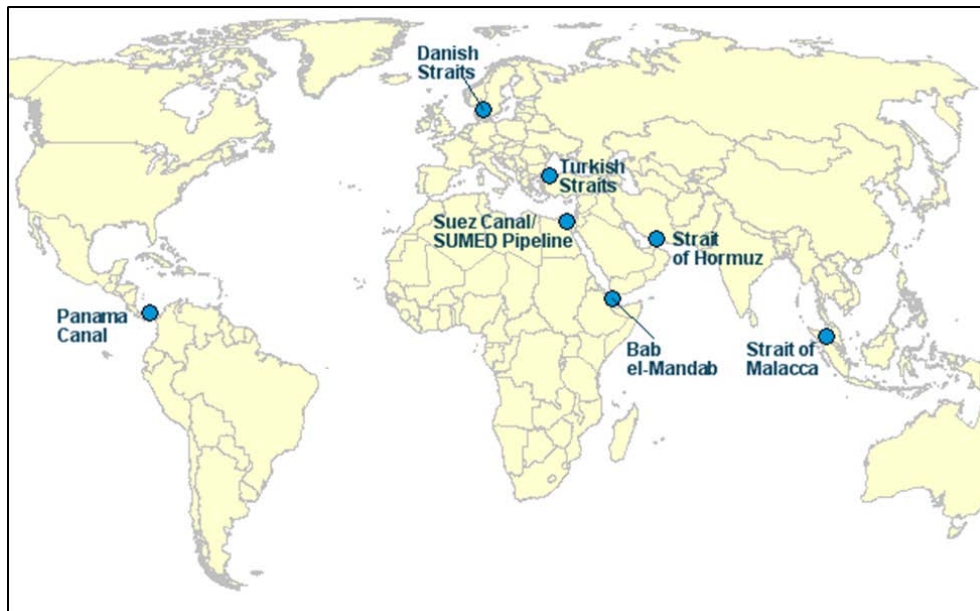 Danish
Straits
Turkish
Straits
Suez Canal/
SUMED Pipeline
Strait
of Hormuz
Panama
Canal
Bab
el-Mandab
Strait of
Malacca